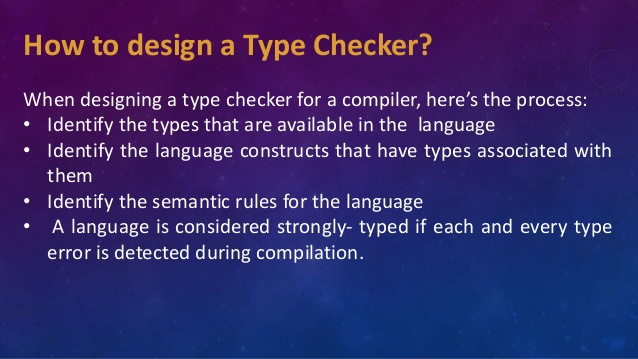 How to design a Type Checker?
When designing a type checker for a compiler, here’s the process:
• Identify the types that are available in the language
• Identify the language constructs that have types associated with
them
• Identify the semantic rules for the language
• A language is considered strongly- typed if each and every type
error is detected during compilation.